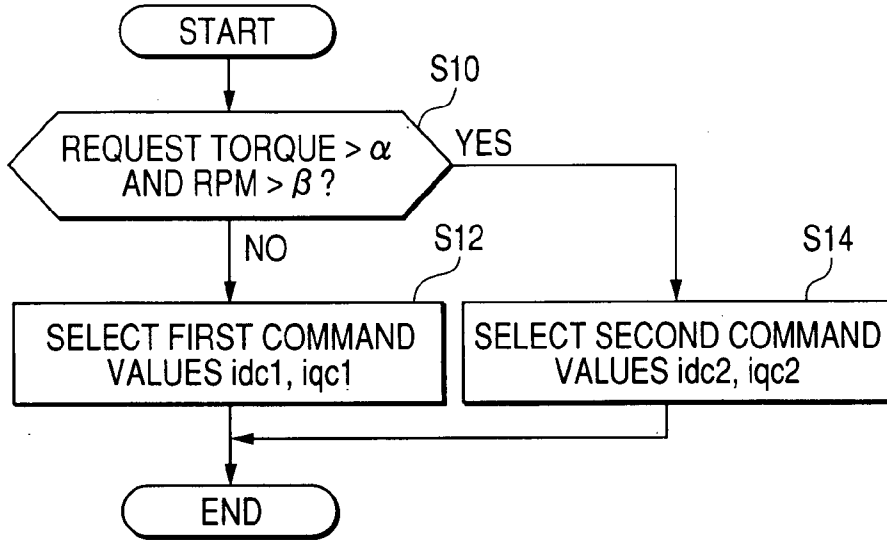 START
S10
REQUEST TORQUE > α
AND RPM > β ?
YES
NO
S12
S14
SELECT FIRST COMMAND
VALUES idc1, iqc1
SELECT SECOND COMMAND
VALUES idc2, iqc2
END